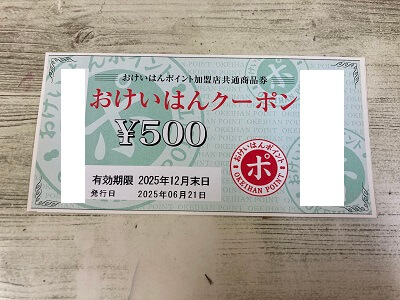 おけいはんポイント加盟店共通商品券
おけいはんクーポン
¥500
有効期限 2025年12月末日
発行日 2025年06月21日
おけいはんポイント
ポ
OKEIHAN POINT